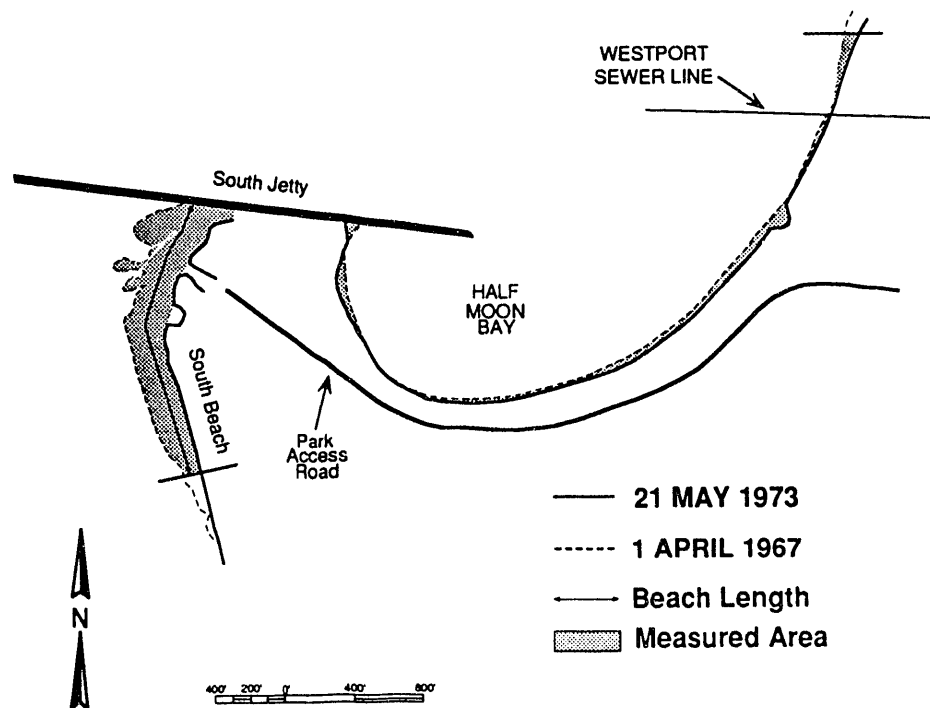 WESTPORT
SEWER LINE
South Jetty
HALF
MOON
BAY
South Beach
Park
Access
Road
21 MAY 1973
1 APRIL 1967
Beach Length
Measured Area
N
400' 200' 0' 400' 800'